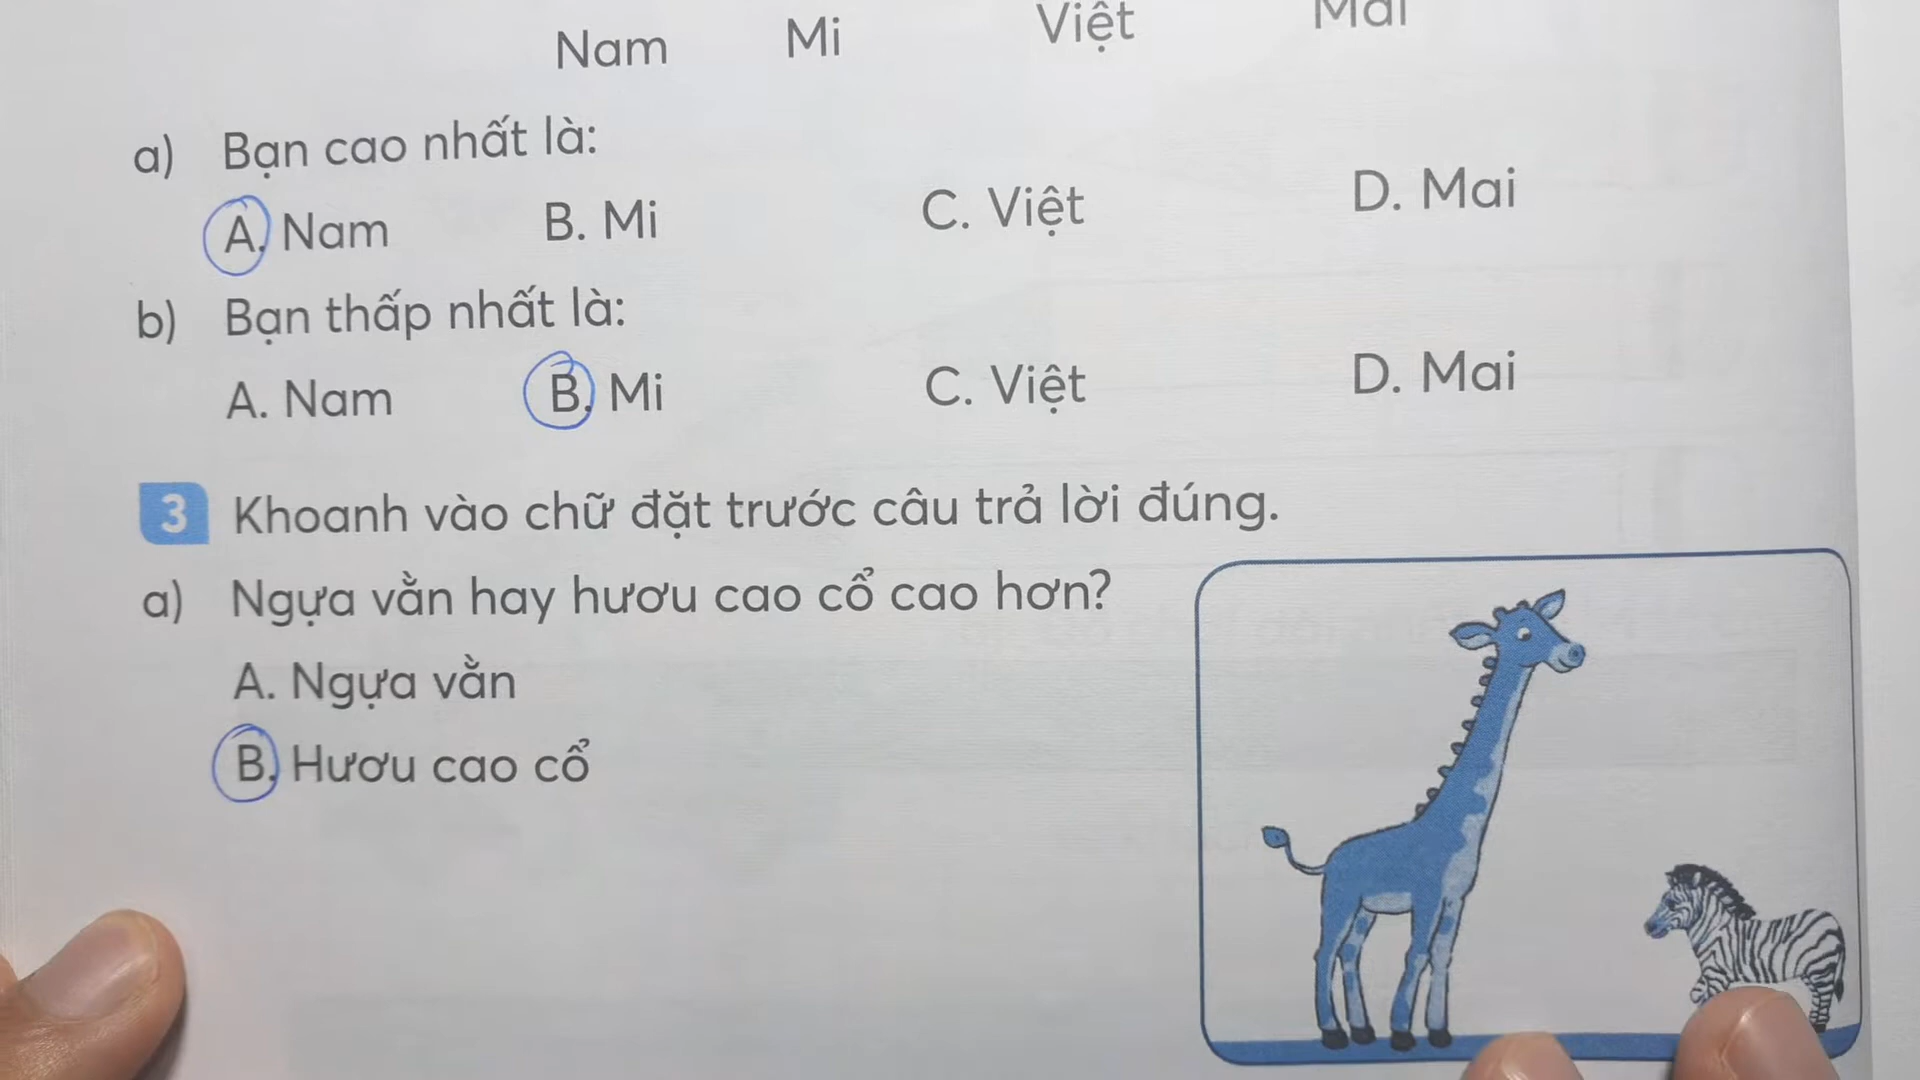 Nam Mi Việt Mai
a) Bạn cao nhất là:
A. Nam B. Mi C. Việt D. Mai
b) Bạn thấp nhất là:
A. Nam B. Mi C. Việt D. Mai
3 Khoanh vào chữ đặt trước câu trả lời đúng.
a) Ngựa vằn hay hươu cao cổ cao hơn?
A. Ngựa vằn
B. Hươu cao cổ